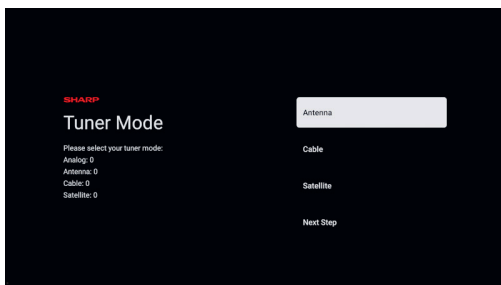 SHARP
Tuner Mode
Please select your tuner mode:
Analog: 0
Antenna: 0
Cable: 0
Satellite: 0
Antenna
Cable
Satellite
Next Step